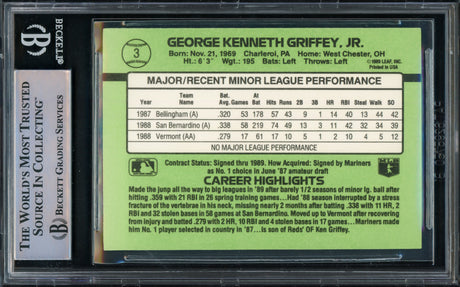 BECKETT
THE WORLD'S MOST TRUSTED
SOURCE IN COLLECTING™
BECKETT GRADING SERVICES
3
GEORGE KENNETH GRIFFEY, JR.
Born: Nov. 21, 1969 Charleroi, PA Home: West Chester, OH
Ht.: 6'3" Wgt.: 195 Bats: Left Throws: Left
©1989 LEAF, INC.
Printed in USA
MAJOR/RECENT MINOR LEAGUE PERFORMANCE
Bat. At
Year Team Avg. Games Bat Hits Runs 2B 3B HR RBI Steal Walk SO
1987 Bellingham (A) .320 53 178 57 43 9 1 14 40 13 44 42
1988 San Bernardino (A) .338 58 214 50 13 4 11 42 32 34 39
1988 Vermont (AA) .279 17 61 17 10 5 1 2 10 4 5 12
NO MAJOR LEAGUE PERFORMANCE
Contract Status: Signed thru 1989. How Acquired: Signed by Mariners
as No. 1 choice in June '87 amateur draft
CAREER HIGHLIGHTS
Made the jump all the way to big leagues in '89 after barely 1/2 seasons of minor lg. ball after
hitting .359 with 21 RBI in 26 spring training games...Had '88 season interrupted by a stress
fracture of the vertebrae in his neck, missing nearly 2 months after batting .338 with 11 HR, 2
RBI and 32 stolen bases in 58 games at San Bernardino. Moved up to Vermont after recovering
from injury and batted .279 with 2 HR, 10 RBI and 4 stolen bases in 17 games...Mariners made
him No. 1 player selected in country in '87...Is son of Reds' OF Ken Griffey.